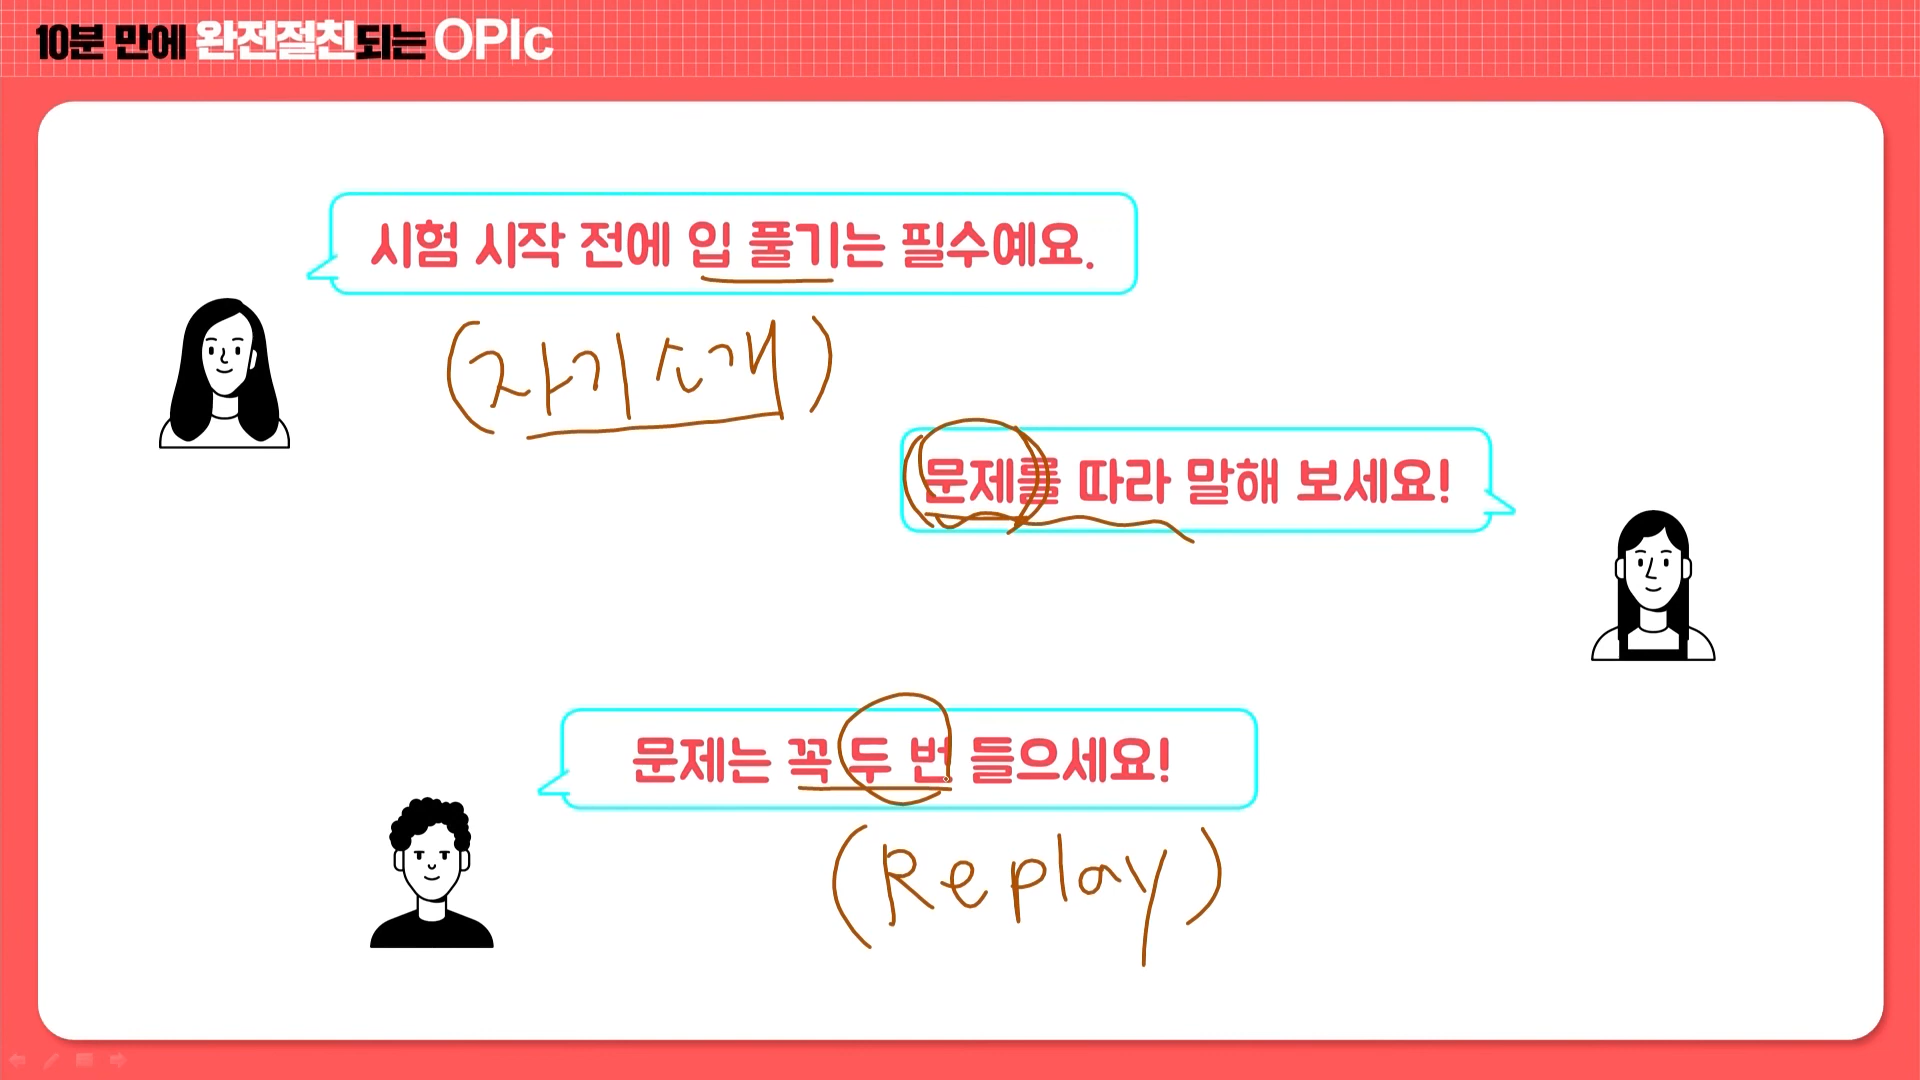 10분 만에 완전절친되는 OPIc
시험 시작 전에 입 풀기는 필수예요.
(자기소개)
문제를 따라 말해 보세요!
문제는 꼭 두 번 들으세요!
(Replay)